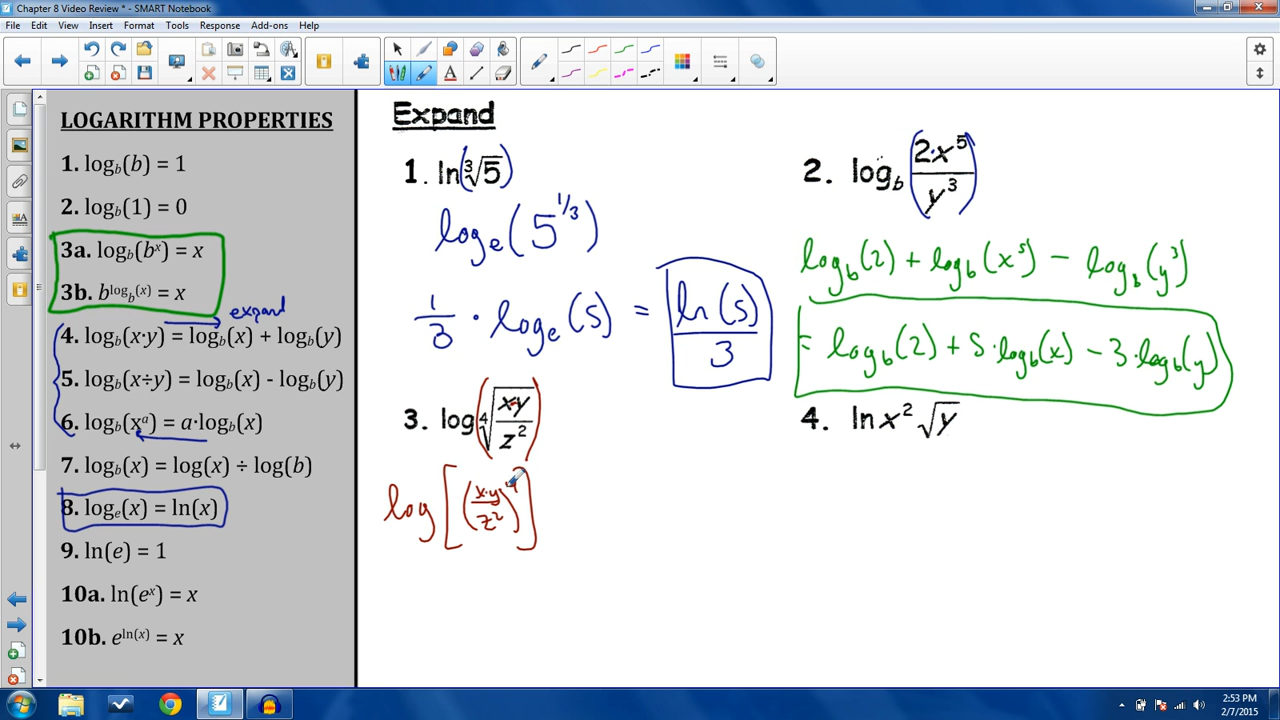 Chapter 8 Video Review * - SMART Notebook
File Edit View Insert Format Tools Response Add-ons Help
LOGARITHM PROPERTIES
1. log_b(b) = 1
2. log_b(1) = 0
3a. log_b(b^x) = x
3b. b^(log_b(x)) = x
expand
4. log_b(x·y) = log_b(x) + log_b(y)
5. log_b(x÷y) = log_b(x) - log_b(y)
6. log_b(x^a) = a·log_b(x)
7. log_b(x) = log(x) ÷ log(b)
8. log_e(x) = ln(x)
9. ln(e) = 1
10a. ln(e^x) = x
10b. e^(ln(x)) = x
Expand
1. ln(∛5)
log_e(5^(1/3))
1/3 · log_e(5) = ln(5)/3
2. log_b(2·x^5/y^3)
log_b(2) + log_b(x^5) − log_b(y^3)
= log_b(2) + 5·log_b(x) − 3·log_b(y)
3. log(∜(x·y/z^2))
log[(x·y/z^2)
4. ln x^2 √y
2:53 PM
2/7/2015